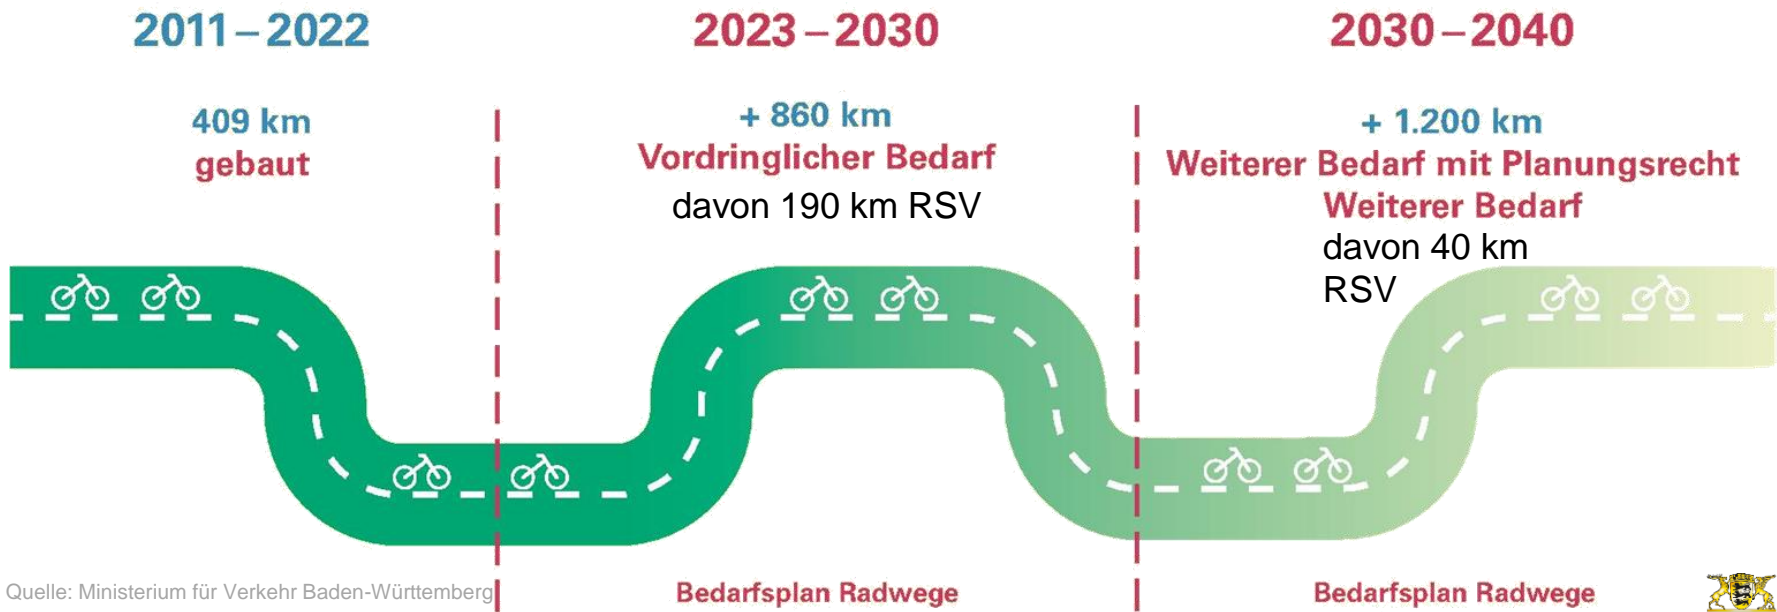 2011–2022
409 km
gebaut
2023–2030
+ 860 km
Vordringlicher Bedarf
davon 190 km RSV
2030–2040
+ 1.200 km
Weiterer Bedarf mit Planungsrecht
Weiterer Bedarf
davon 40 km
RSV
Quelle: Ministerium für Verkehr Baden-Württemberg
Bedarfsplan Radwege
Bedarfsplan Radwege